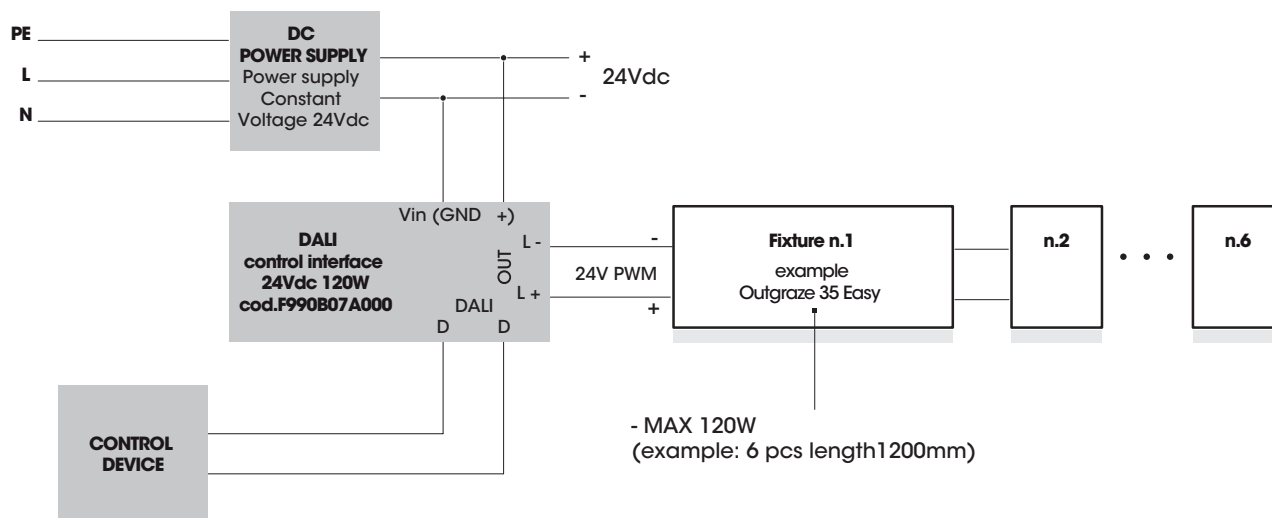 PE
L
N
DC
POWER SUPPLY
Power supply
Constant
Voltage 24Vdc
+
-
24Vdc
Vin (GND +)
DALI
control interface
24Vdc 120W
cod.F990B07A000
L -
OUT
L +
DALI
D D
-
24V PWM
+
Fixture n.1
example
Outgraze 35 Easy
n.2
• • •
n.6
CONTROL
DEVICE
- MAX 120W
(example: 6 pcs length1200mm)